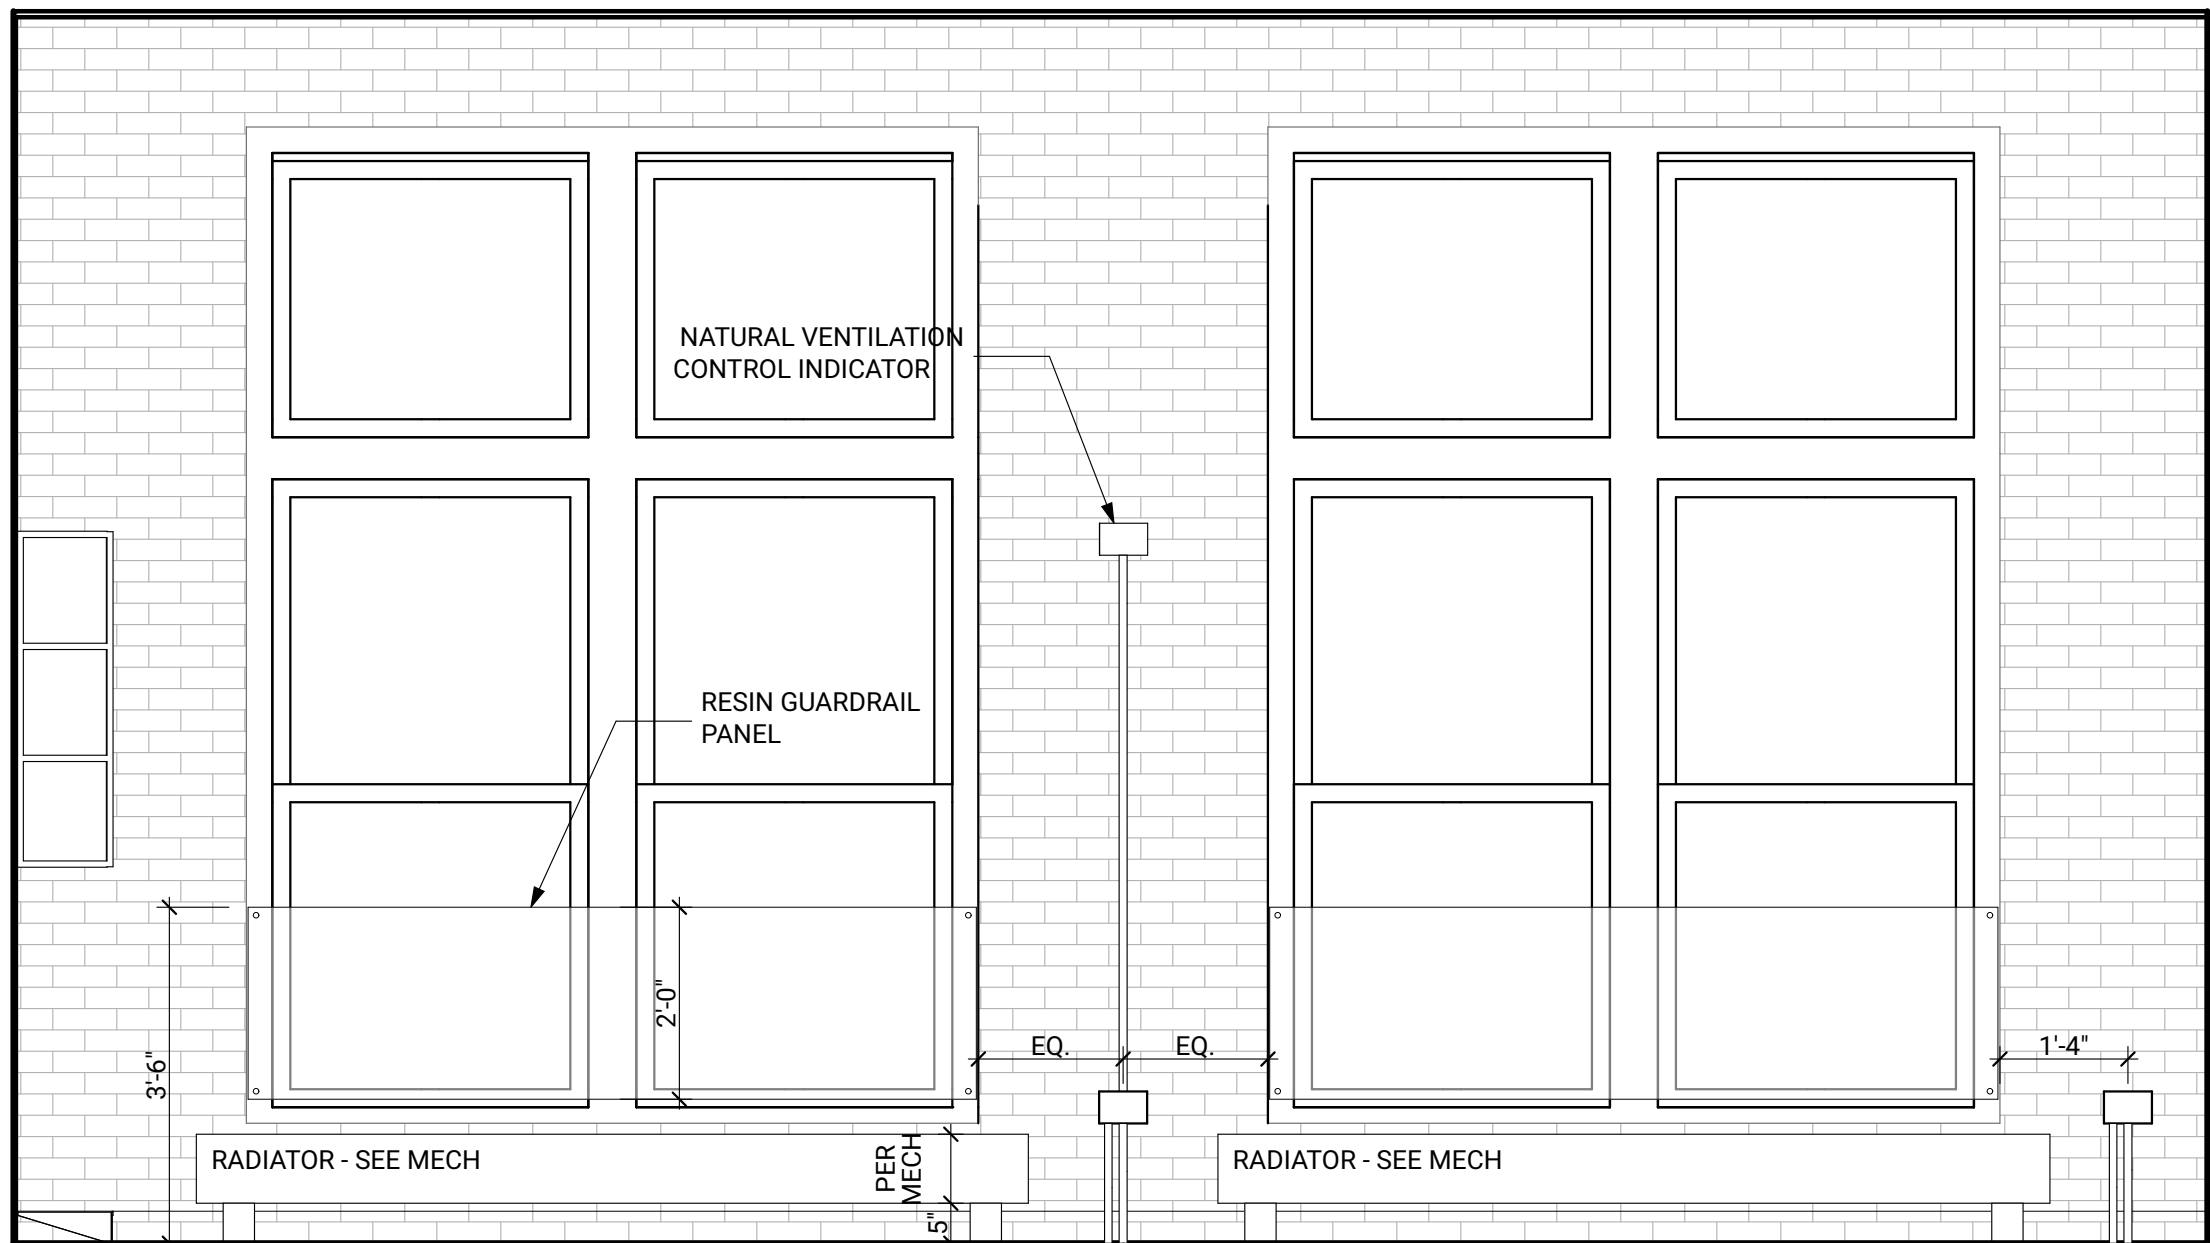 NATURAL VENTILATION
CONTROL INDICATOR
RESIN GUARDRAIL
PANEL
2'-0"
3'-6"
EQ.
EQ.
1'-4"
RADIATOR - SEE MECH
PER
MECH
RADIATOR - SEE MECH
5"